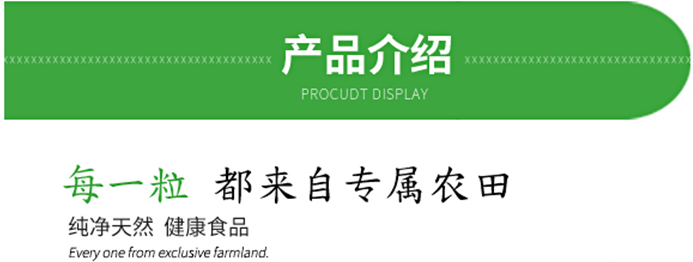 产品介绍
PROCUDT DISPLAY
每一粒 都来自专属农田
纯净天然 健康食品
Every one from exclusive farmland.